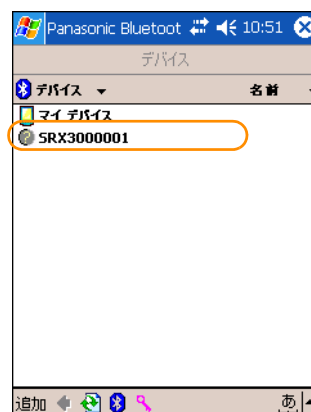 Panasonic Bluetoot 10:51
デバイス
デバイス 名前
マイ デバイス
SRX3000001
追加 あ